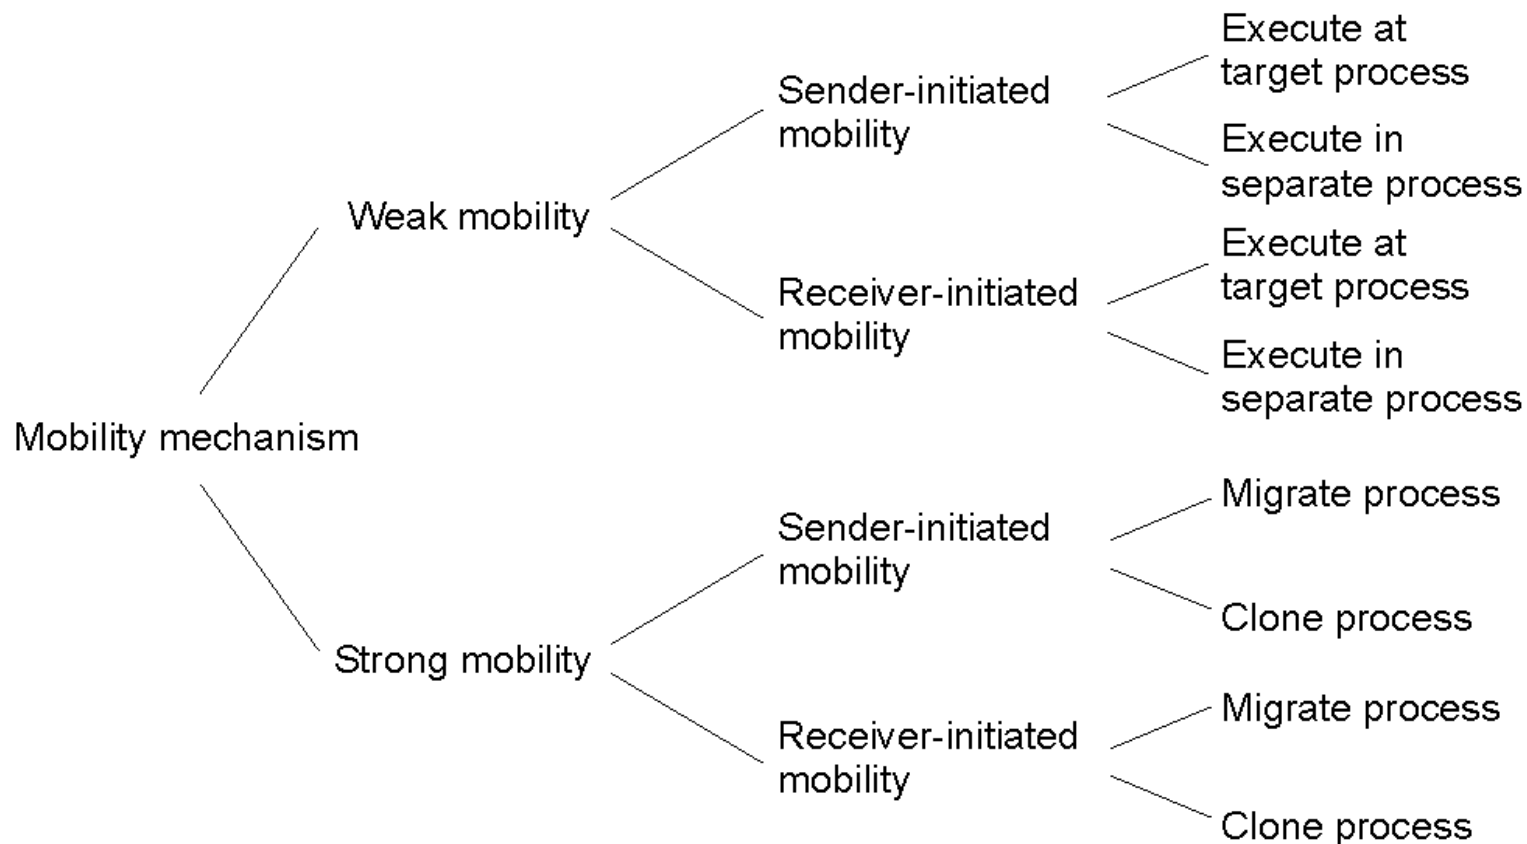 Execute at
target process
Sender-initiated
mobility
Execute in
separate process
Weak mobility
Execute at
target process
Receiver-initiated
mobility
Execute in
separate process
Mobility mechanism
Migrate process
Sender-initiated
mobility
Clone process
Strong mobility
Migrate process
Receiver-initiated
mobility
Clone process